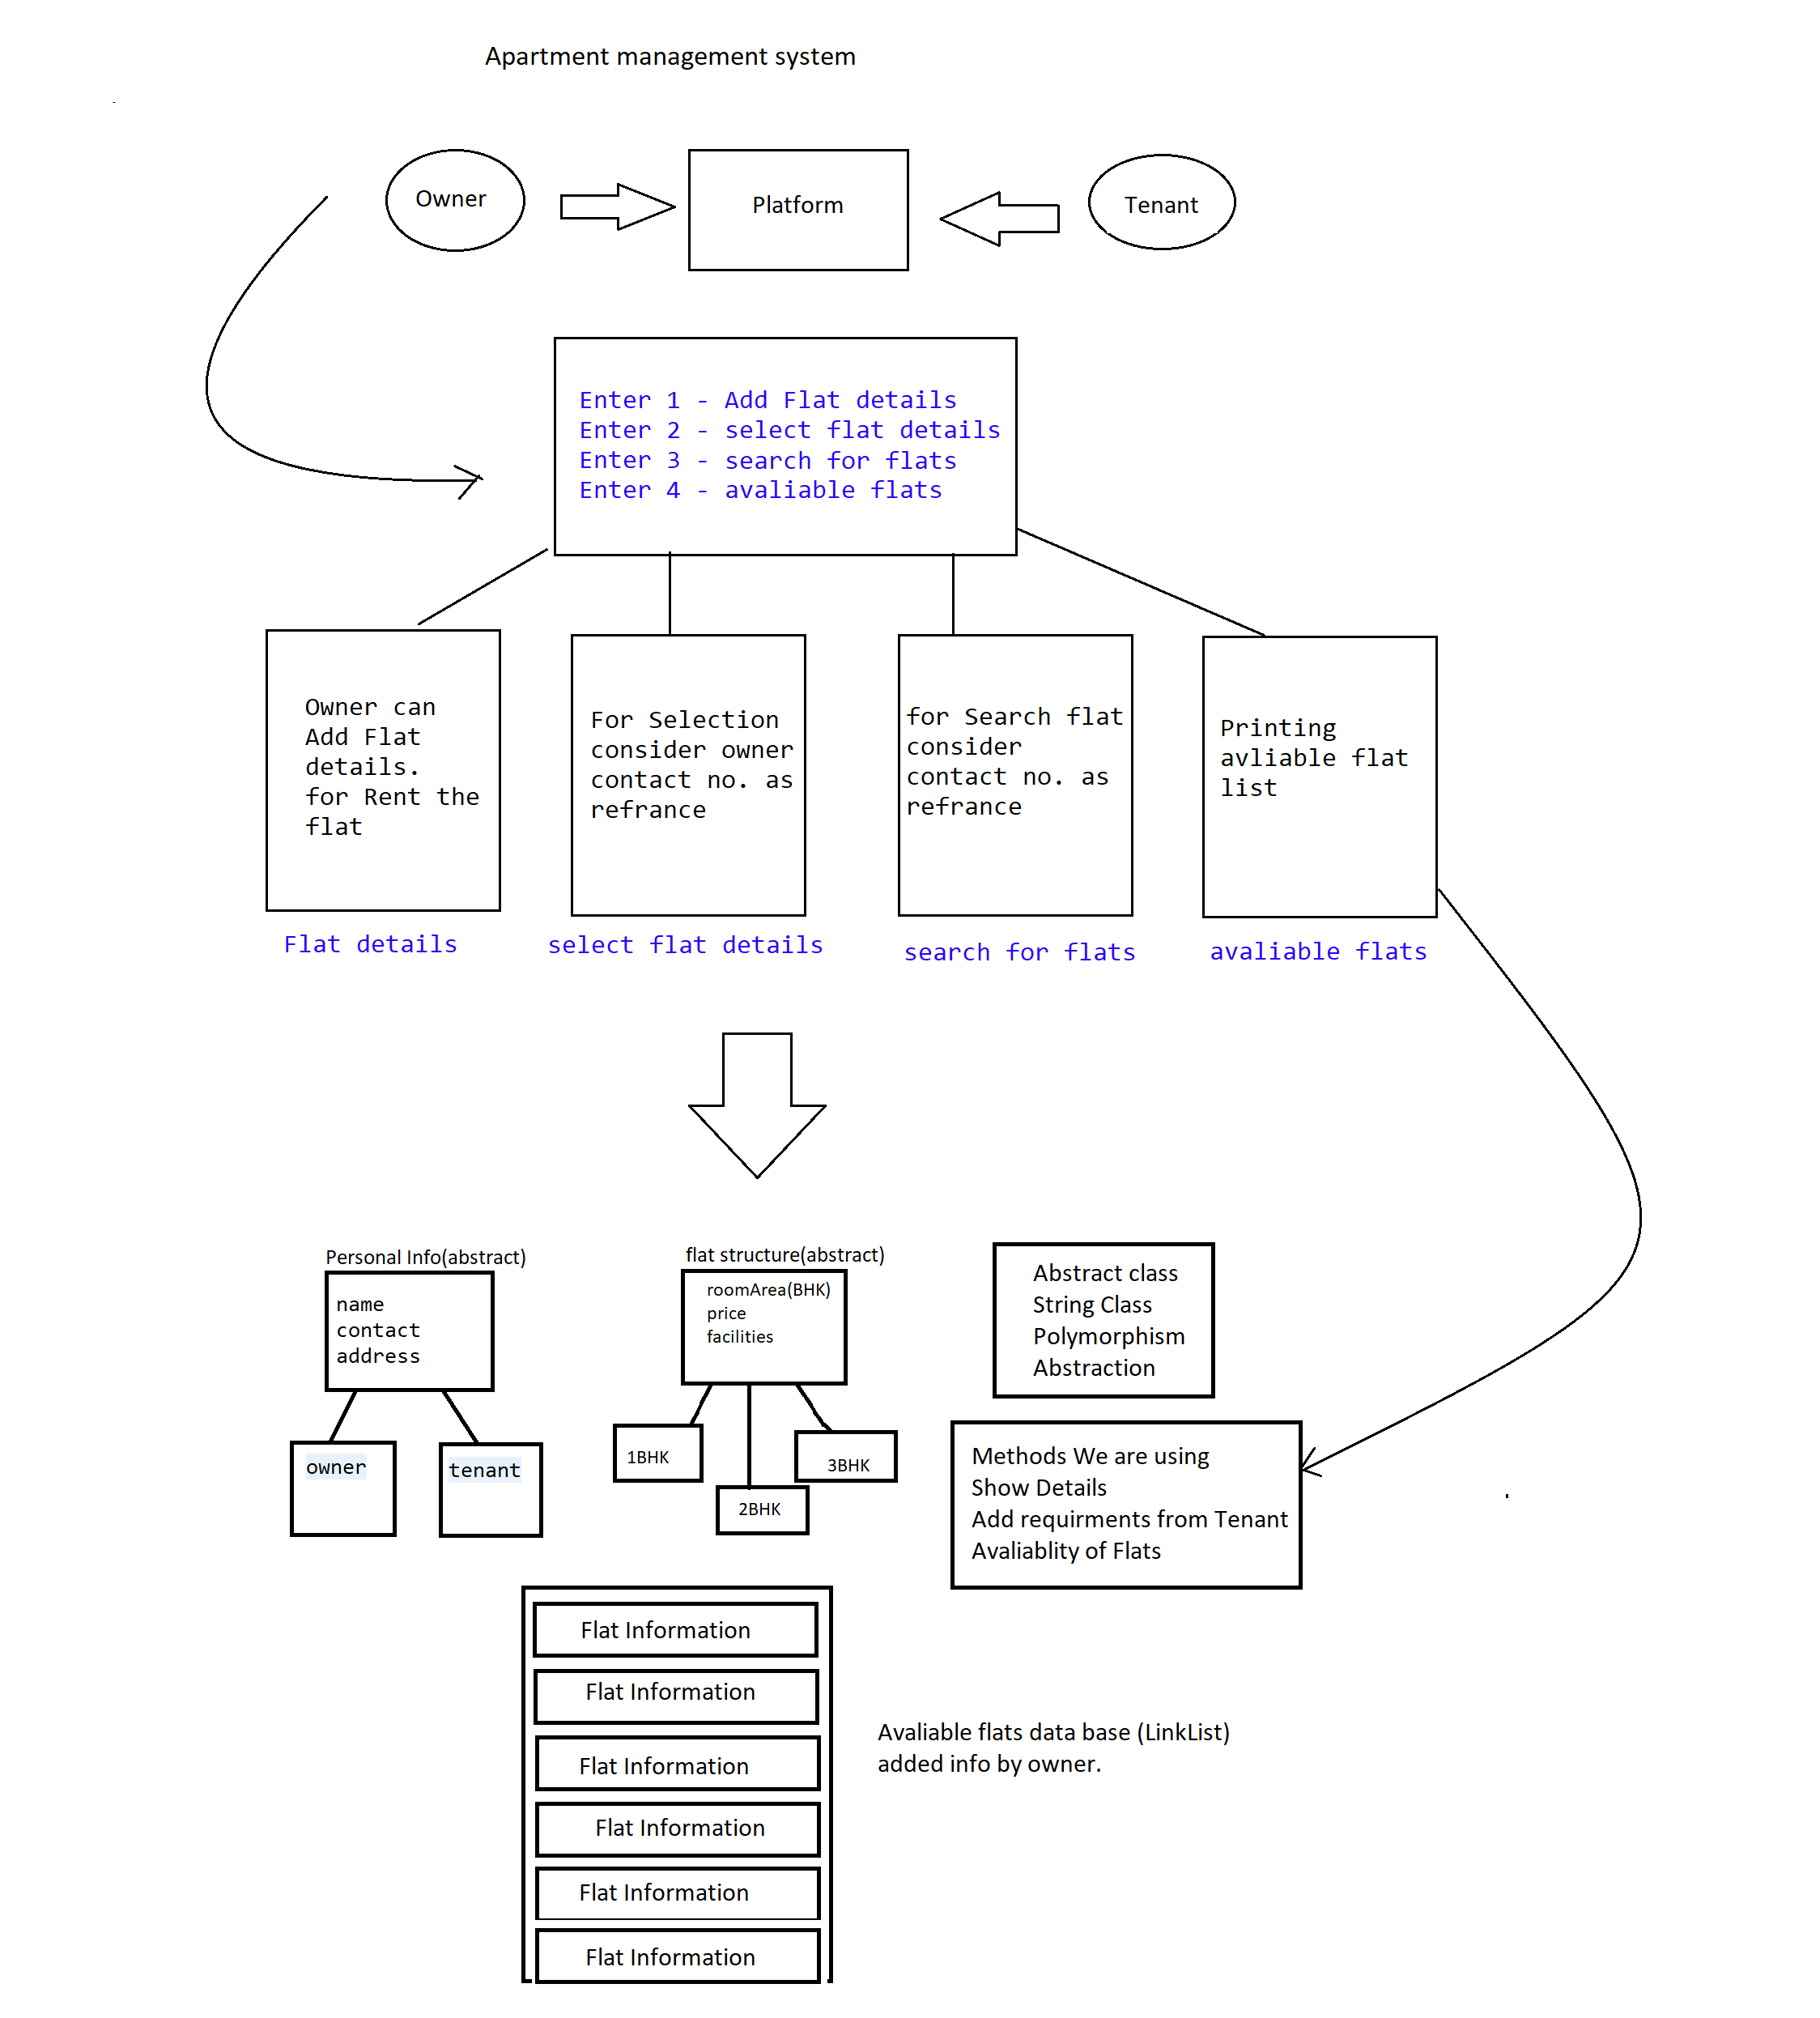 Apartment management system
Owner
Platform
Tenant
Enter 1 - Add Flat details
Enter 2 - select flat details
Enter 3 - search for flats
Enter 4 - avaliable flats
Owner can
Add Flat
details.
for Rent the
flat
For Selection
consider owner
contact no. as
refrance
for Search flat
consider
contact no. as
refrance
Printing
avliable flat
list
Flat details
select flat details
search for flats
avaliable flats
Personal Info(abstract)
name
contact
address
owner
tenant
flat structure(abstract)
roomArea(BHK)
price
facilities
1BHK
2BHK
3BHK
Abstract class
String Class
Polymorphism
Abstraction
Methods We are using
Show Details
Add requirments from Tenant
Avaliablity of Flats
Flat Information
Flat Information
Flat Information
Flat Information
Flat Information
Flat Information
Avaliable flats data base (LinkList)
added info by owner.